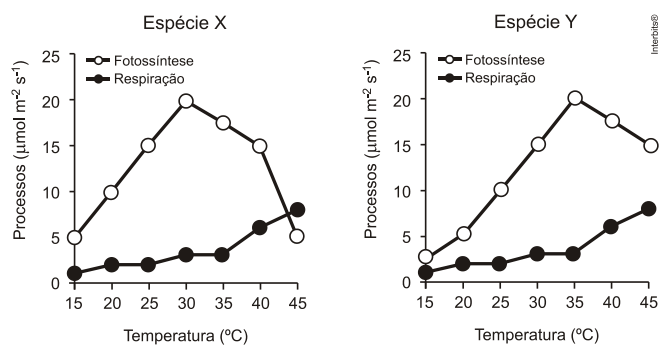 Espécie X
Fotossíntese
Respiração
Processos (µmol m⁻² s⁻¹)
25
20
15
10
5
0
15 20 25 30 35 40 45
Temperatura (ºC)
Espécie Y
Fotossíntese
Respiração
Processos (µmol m⁻² s⁻¹)
25
20
15
10
5
0
15 20 25 30 35 40 45
Temperatura (ºC)
Interbits®